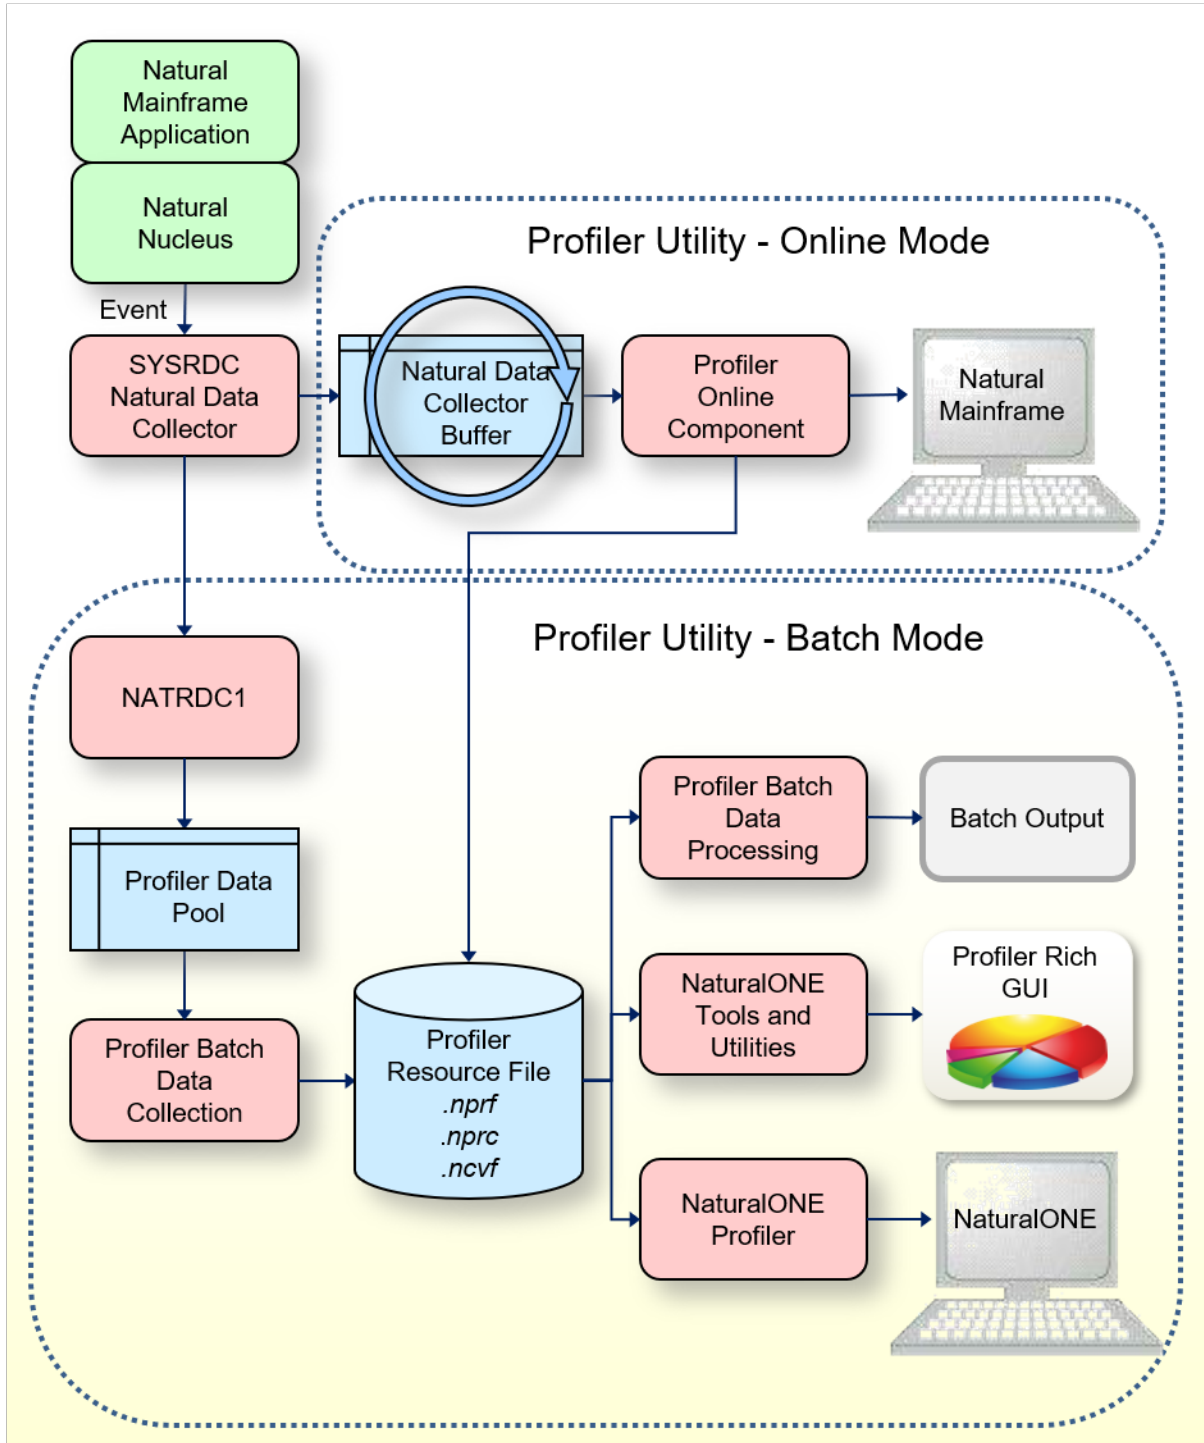 Natural
Mainframe
Application
Natural
Nucleus
Profiler Utility - Online Mode
Event
SYSRDC
Natural Data
Collector
Natural Data
Collector
Buffer
Profiler
Online
Component
Natural
Mainframe
Profiler Utility - Batch Mode
NATRDC1
Profiler Data
Pool
Profiler Batch
Data
Collection
Profiler
Resource File
.nprf
.nprc
.ncvf
Profiler Batch
Data
Processing
Batch Output
NaturalONE
Tools and
Utilities
Profiler Rich
GUI
NaturalONE
Profiler
NaturalONE